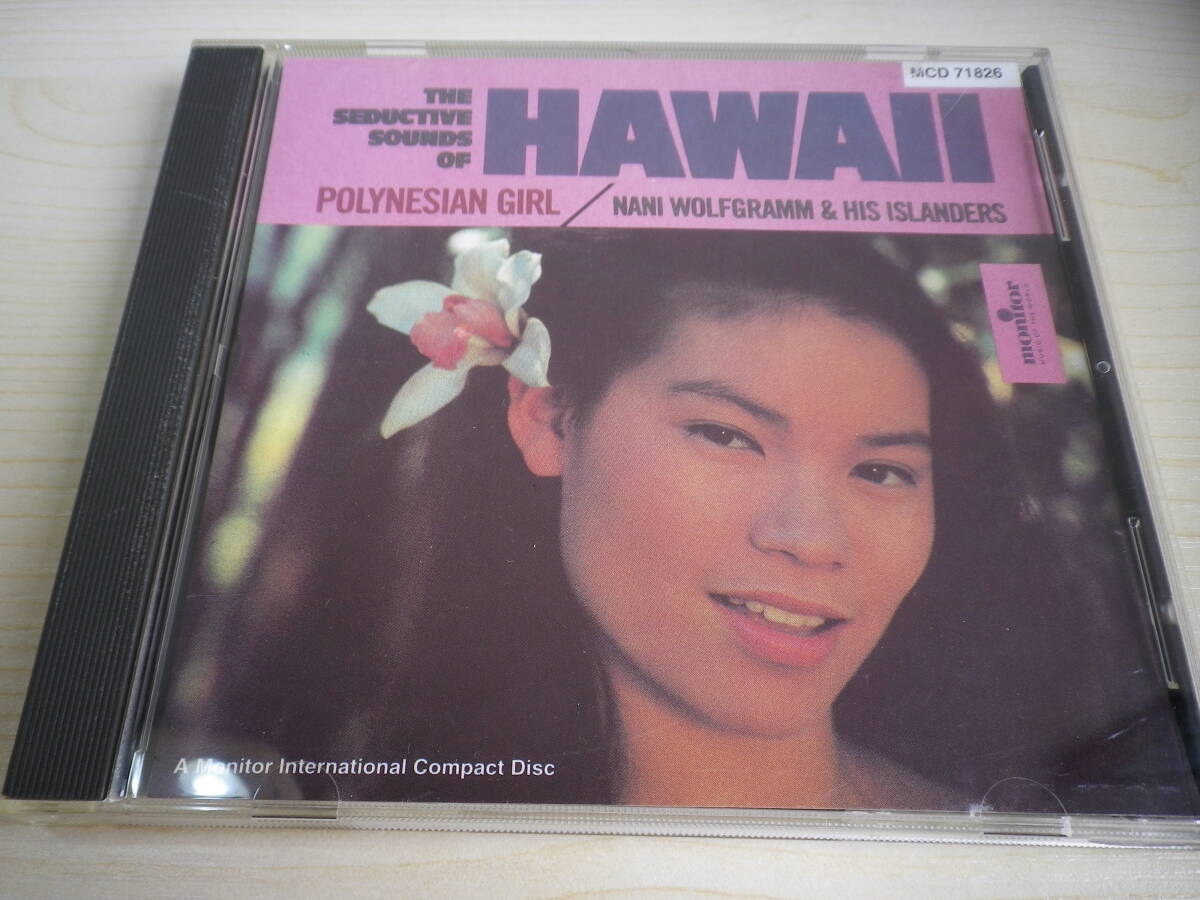 MCD 71826
THE
SEDUCTIVE
SOUNDS
OF
HAWAII
POLYNESIAN GIRL / NANI WOLFGRAMM & HIS ISLANDERS
monitor
MUSIC OF THE WORLD
A Monitor International Compact Disc